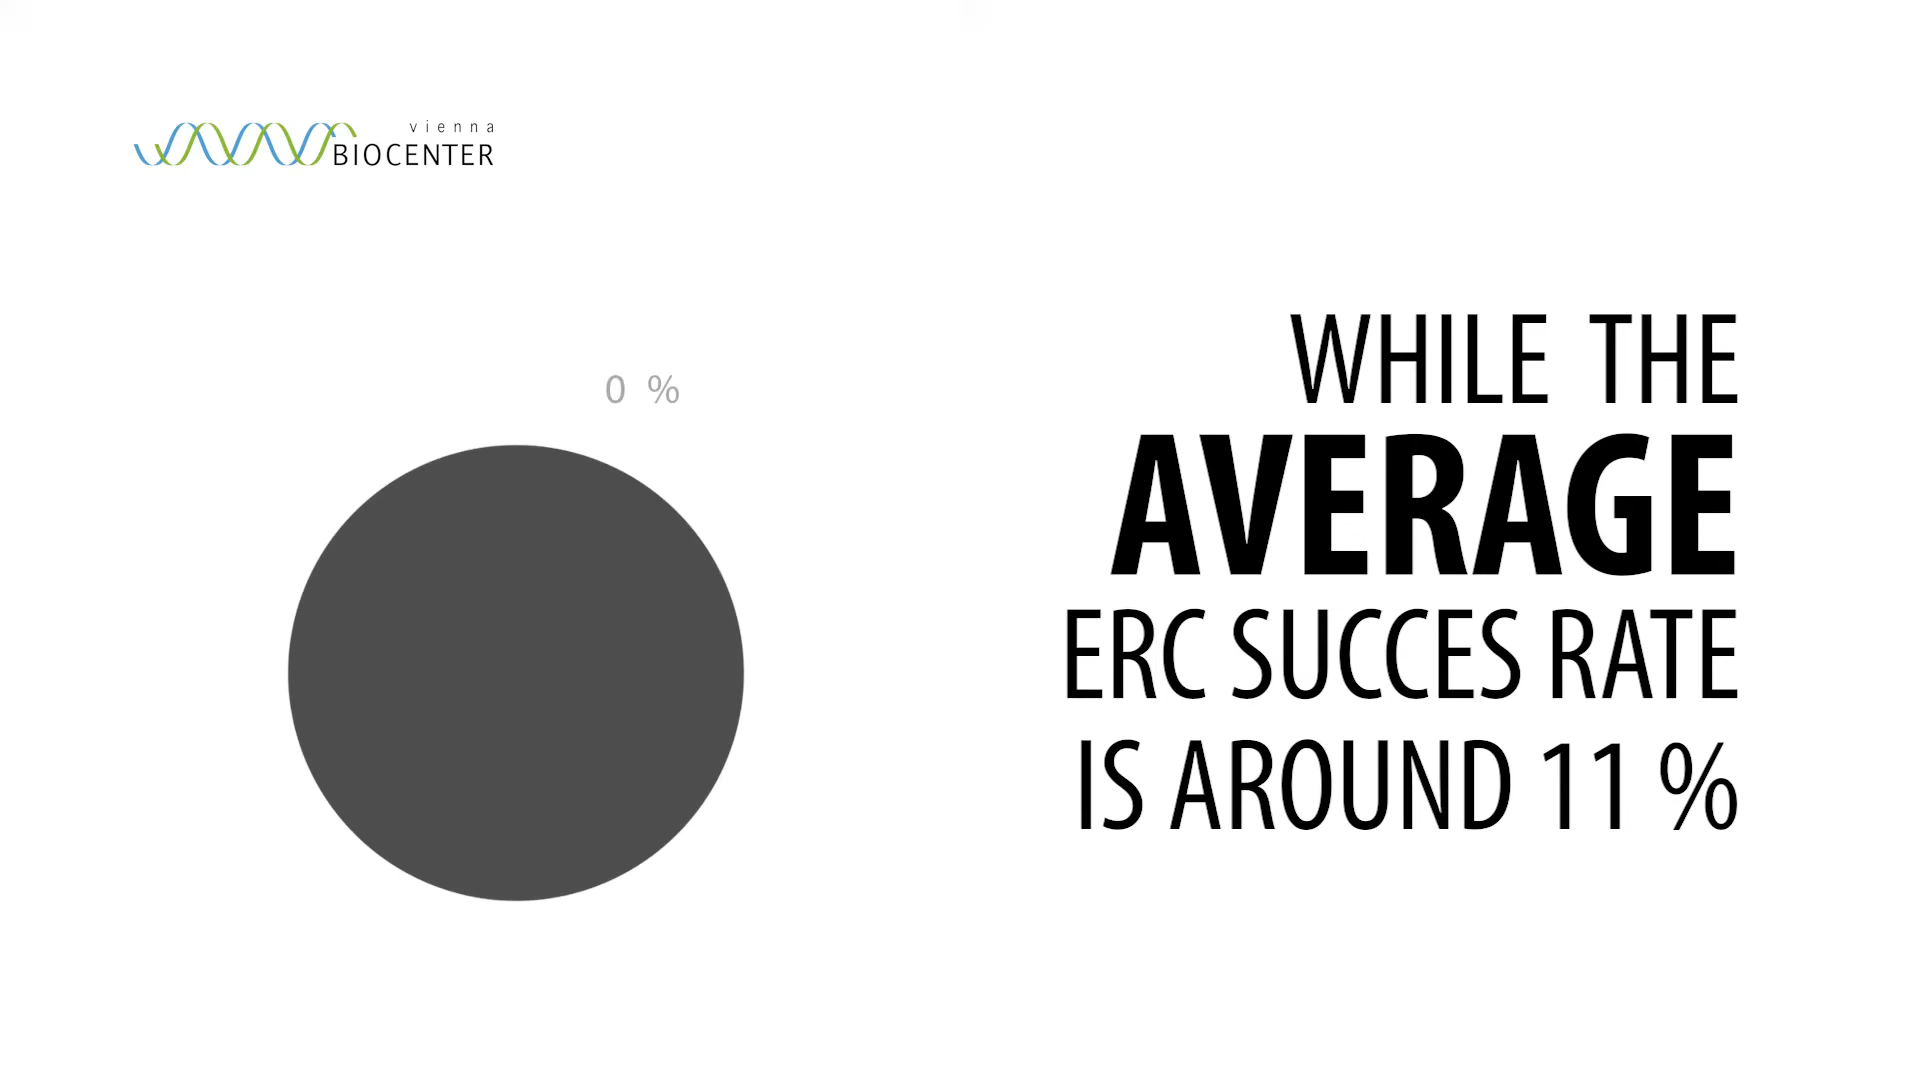 vienna
BIOCENTER
0 %
WHILE THE
AVERAGE
ERC SUCCES RATE
IS AROUND 11 %